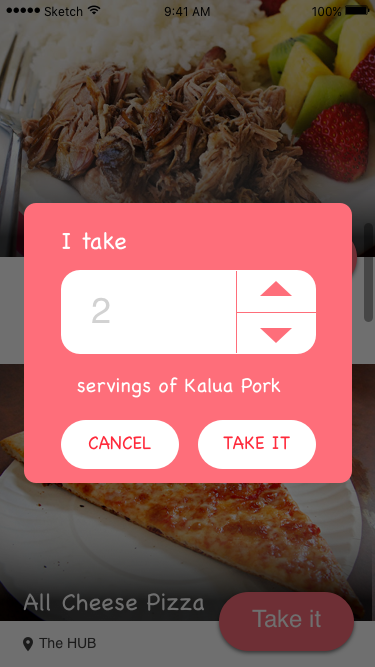 Sketch 9:41 AM 100%
I take
2
servings of Kalua Pork
CANCEL TAKE IT
All Cheese Pizza
Take it
The HUB